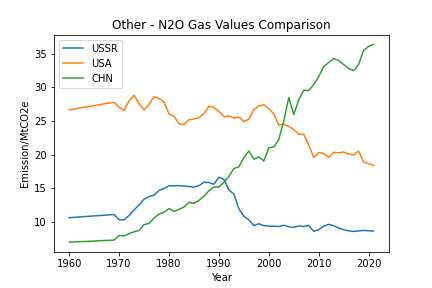 Other - N2O Gas Values Comparison
USSR
USA
CHN
Emission/MtCO2e
35
30
25
20
15
10
1960 1970 1980 1990 2000 2010 2020
Year